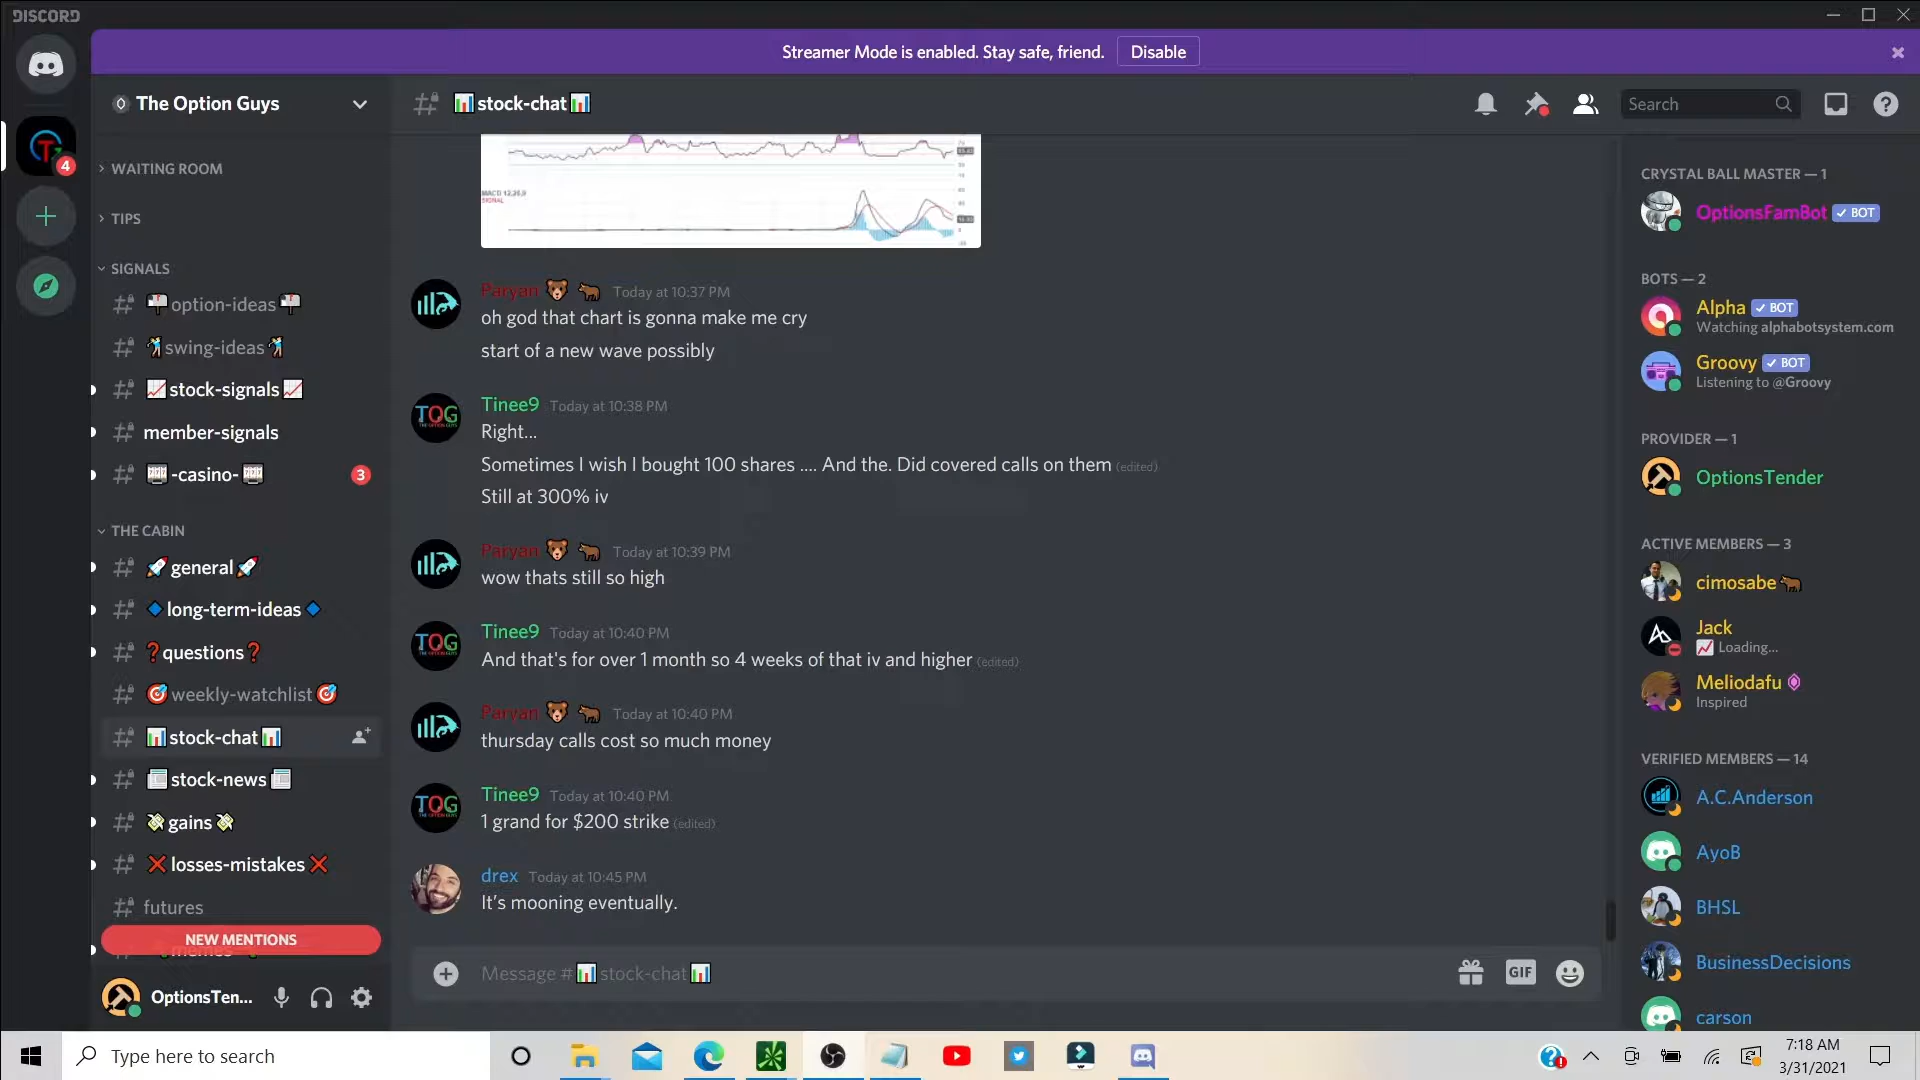 DISCORD
Streamer Mode is enabled. Stay safe, friend. Disable
The Option Guys
stock-chat
Search
4
WAITING ROOM
TIPS
SIGNALS
option-ideas
swing-ideas
stock-signals
member-signals
-casino-
3
THE CABIN
general
long-term-ideas
questions
weekly-watchlist
stock-chat
stock-news
gains
losses-mistakes
futures
NEW MENTIONS
memes
OptionsTen...
MACD 12,26,9
SIGNAL
Paryan Today at 10:37 PM
oh god that chart is gonna make me cry
start of a new wave possibly
TOG
Tinee9 Today at 10:38 PM
Right...
Sometimes I wish I bought 100 shares .... And the. Did covered calls on them (edited)
Still at 300% iv
Paryan Today at 10:39 PM
wow thats still so high
TOG
Tinee9 Today at 10:40 PM
And that's for over 1 month so 4 weeks of that iv and higher (edited)
Paryan Today at 10:40 PM
thursday calls cost so much money
TOG
Tinee9 Today at 10:40 PM
1 grand for $200 strike (edited)
drex Today at 10:45 PM
It's mooning eventually.
Message # stock-chat
GIF
CRYSTAL BALL MASTER — 1
OptionsFamBot BOT
BOTS — 2
Alpha BOT
Watching alphabotsystem.com
Groovy BOT
Listening to @Groovy
PROVIDER — 1
OptionsTender
ACTIVE MEMBERS — 3
cimosabe
Jack
Loading...
Meliodafu
Inspired
VERIFIED MEMBERS — 14
A.C.Anderson
AyoB
BHSL
BusinessDecisions
carson
Type here to search
7:18 AM
3/31/2021